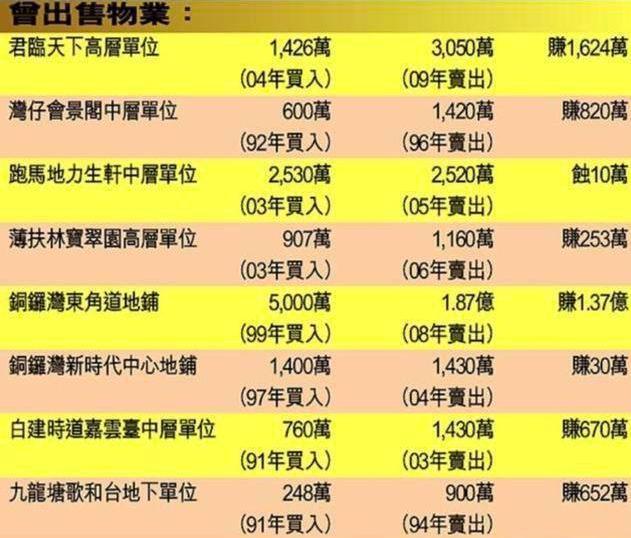 曾出售物業：
君臨天下高層單位 1,426萬 3,050萬 賺1,624萬
(04年買入) (09年賣出)
灣仔會景閣中層單位 600萬 1,420萬 賺820萬
(92年買入) (96年賣出)
跑馬地力生軒中層單位 2,530萬 2,520萬 蝕10萬
(03年買入) (05年賣出)
薄扶林寶翠園高層單位 907萬 1,160萬 賺253萬
(03年買入) (06年賣出)
銅鑼灣東角道地鋪 5,000萬 1.87億 賺1.37億
(99年買入) (08年賣出)
銅鑼灣新時代中心地鋪 1,400萬 1,430萬 賺30萬
(97年買入) (04年賣出)
白建時道嘉雲臺中層單位 760萬 1,430萬 賺670萬
(91年買入) (03年賣出)
九龍塘歌和台地下單位 248萬 900萬 賺652萬
(91年買入) (94年賣出)